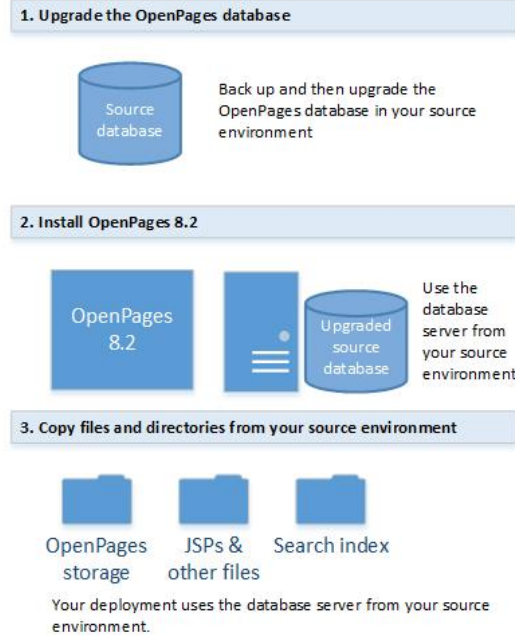 1. Upgrade the OpenPages database
Source
database
Back up and then upgrade the
OpenPages database in your source
environment
2. Install OpenPages 8.2
OpenPages
8.2
Upgraded
source
database
Use the
database
server from
your source
environment
3. Copy files and directories from your source environment
OpenPages
storage
JSPs &
other files
Search index
Your deployment uses the database server from your source
environment.